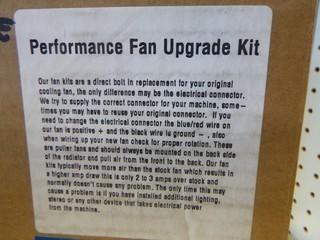 Performance Fan Upgrade Kit
Our fan kits are a direct bolt in replacement for your original
cooling fan, the only difference may be the electrical connector.
We try to supply the correct connector for your machine, some-
times you may have to reuse your original connector. If you
need to change the electrical connector the blue/red wire on
our fan is positive + and the black wire is ground - , also
when wiring up your new fan check for proper rotation. These
are puller fans and should always be mounted on the back side
of the radiator and pull air from the front to the back. Our fan
kits typically move more air than the stock fan which results in
a higher amp draw this is only 2 to 3 amps over stock and
normally doesn't cause any problem. The only time this may
cause a problem is if you have installed additional lighting,
stereo or any other device that takes electrical power
from the machine.